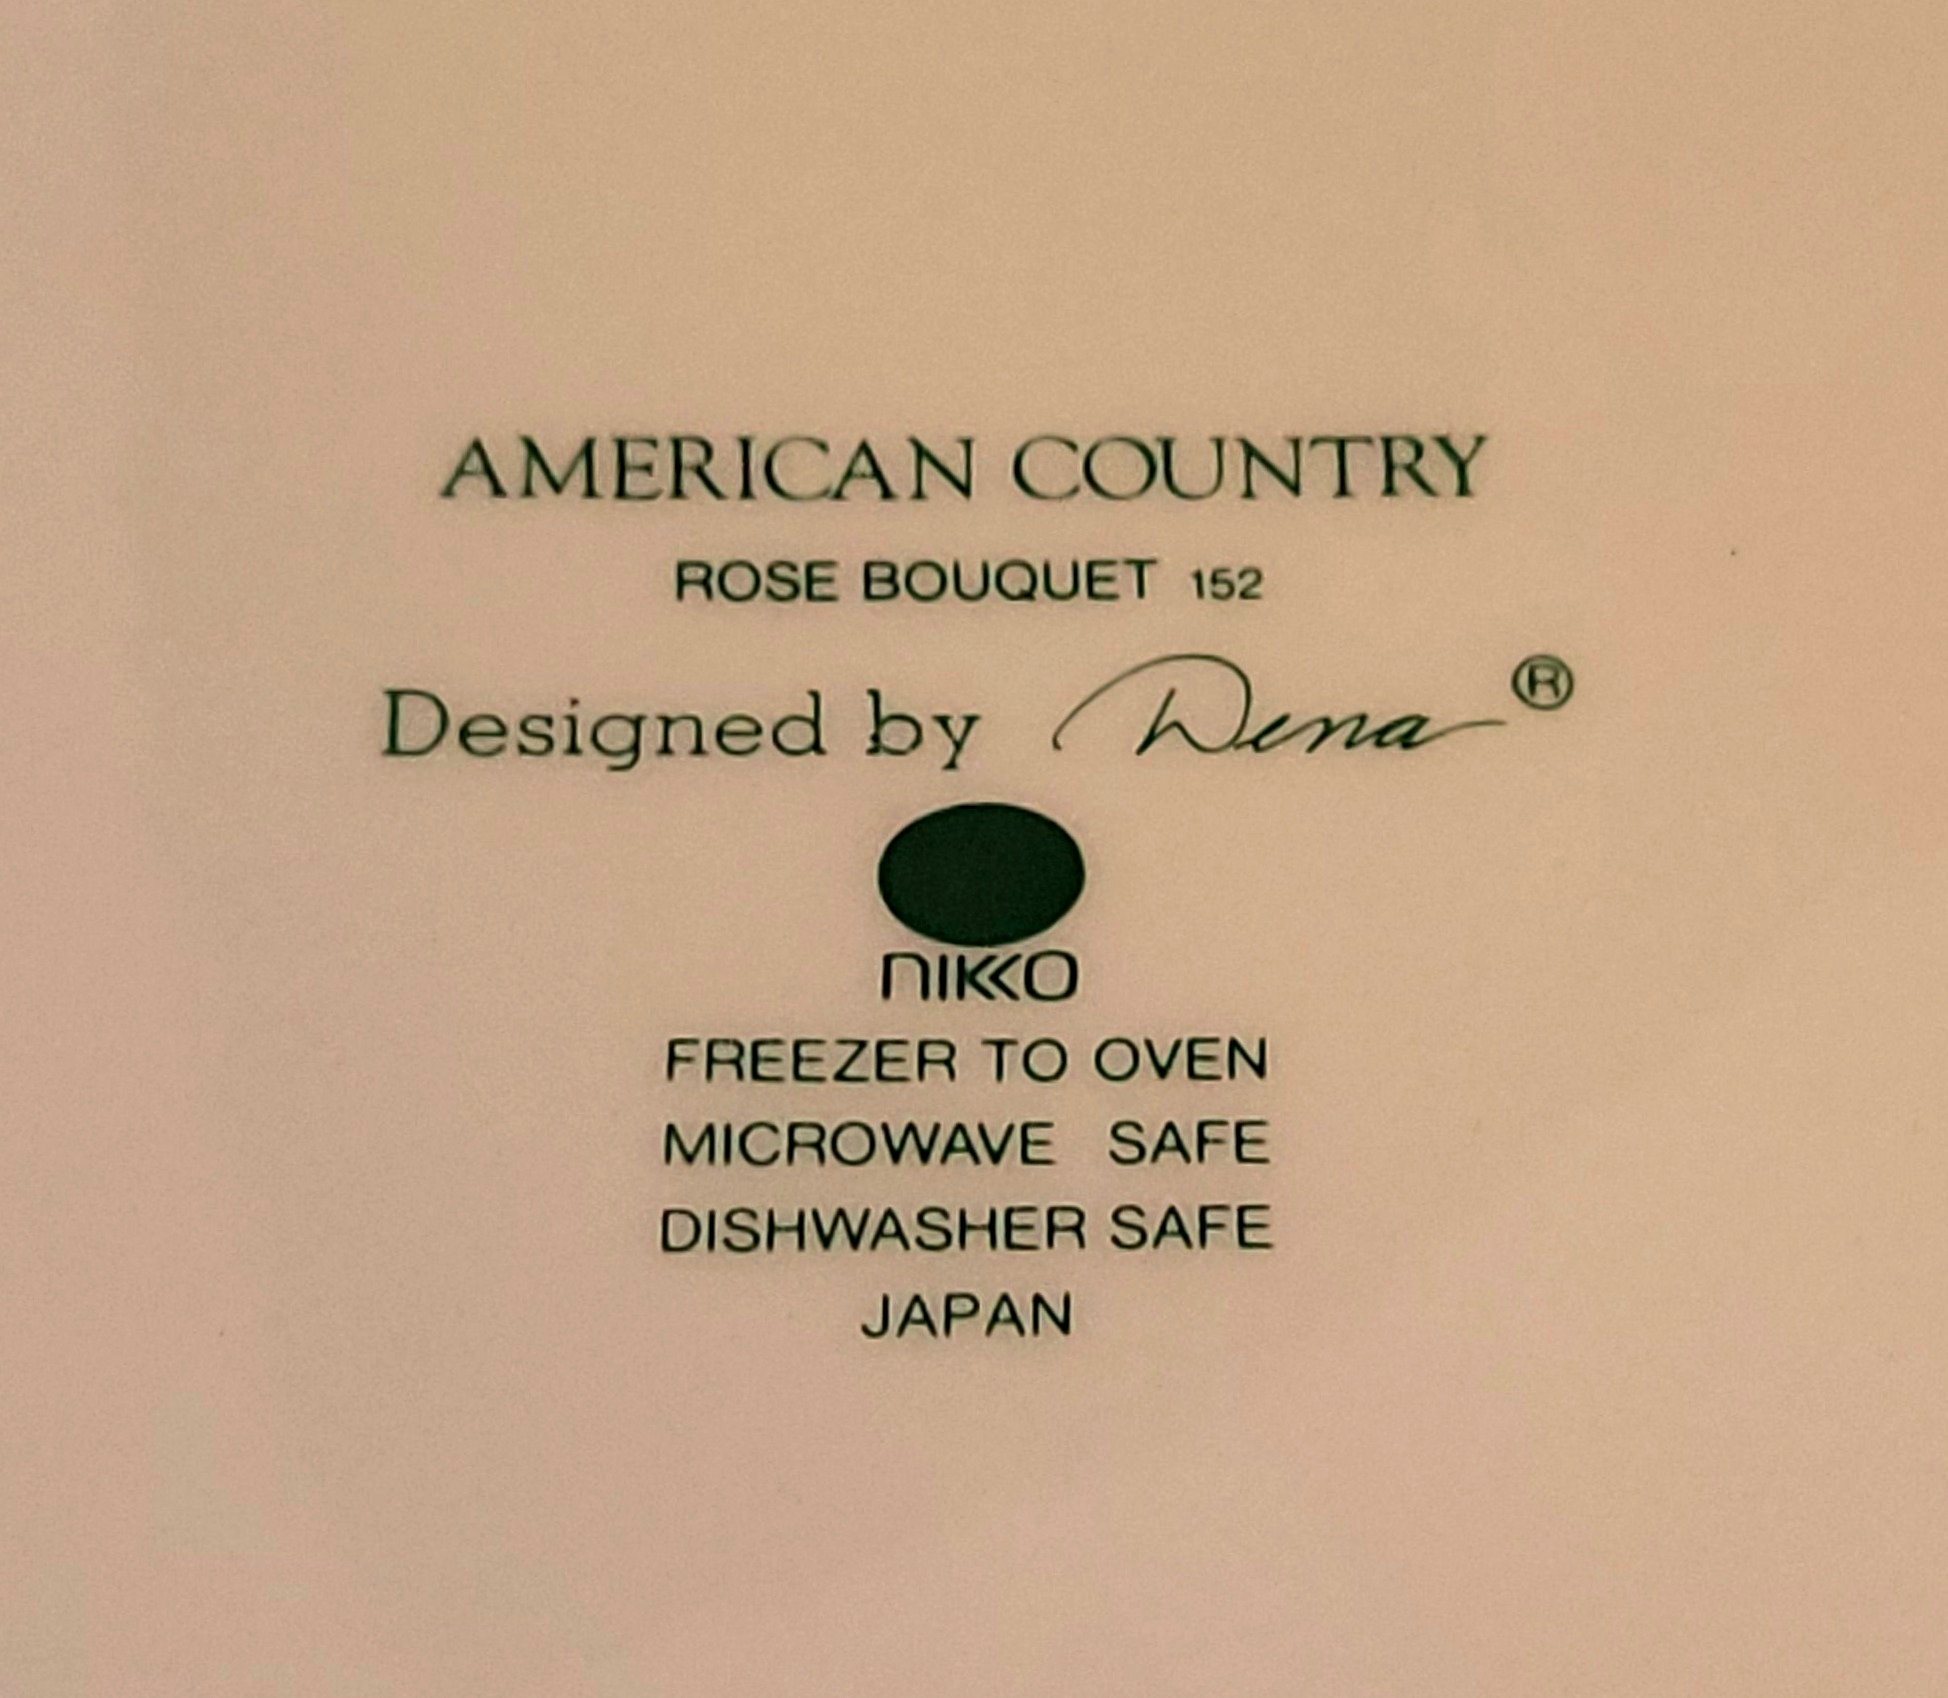 AMERICAN COUNTRY
ROSE BOUQUET 152
Designed by Dena®
NIKKO
FREEZER TO OVEN
MICROWAVE SAFE
DISHWASHER SAFE
JAPAN